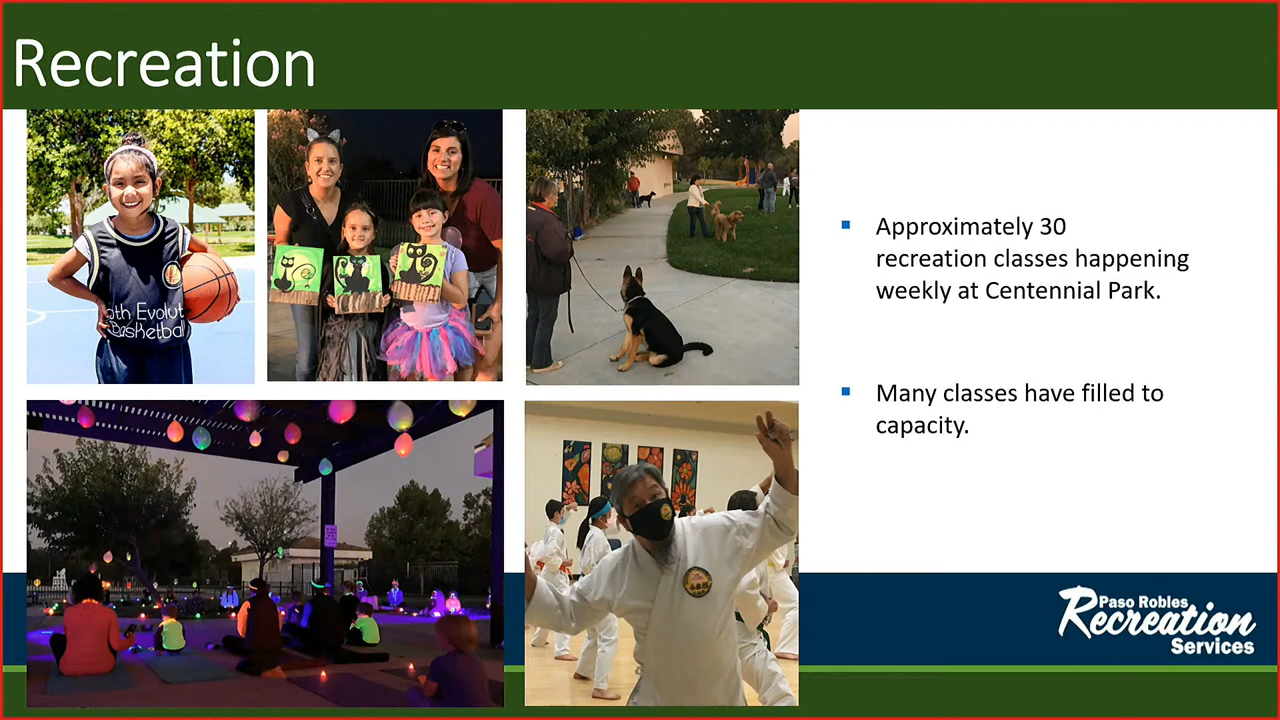 Recreation
Approximately 30
recreation classes happening
weekly at Centennial Park.
Many classes have filled to
capacity.
Basketball
Paso Robles
Recreation
Services